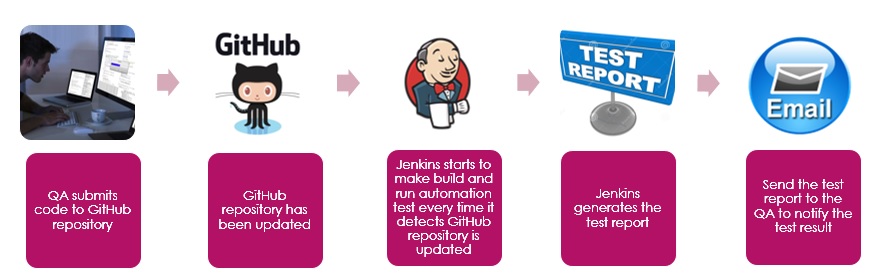 GitHub
TEST
REPORT
Email
QA submits
code to GitHub
repository
GitHub
repository has
been updated
Jenkins starts to
make build and
run automation
test every time it
detects GitHub
repository is
updated
Jenkins
generates the
test report
Send the test
report to the
QA to notify the
test result